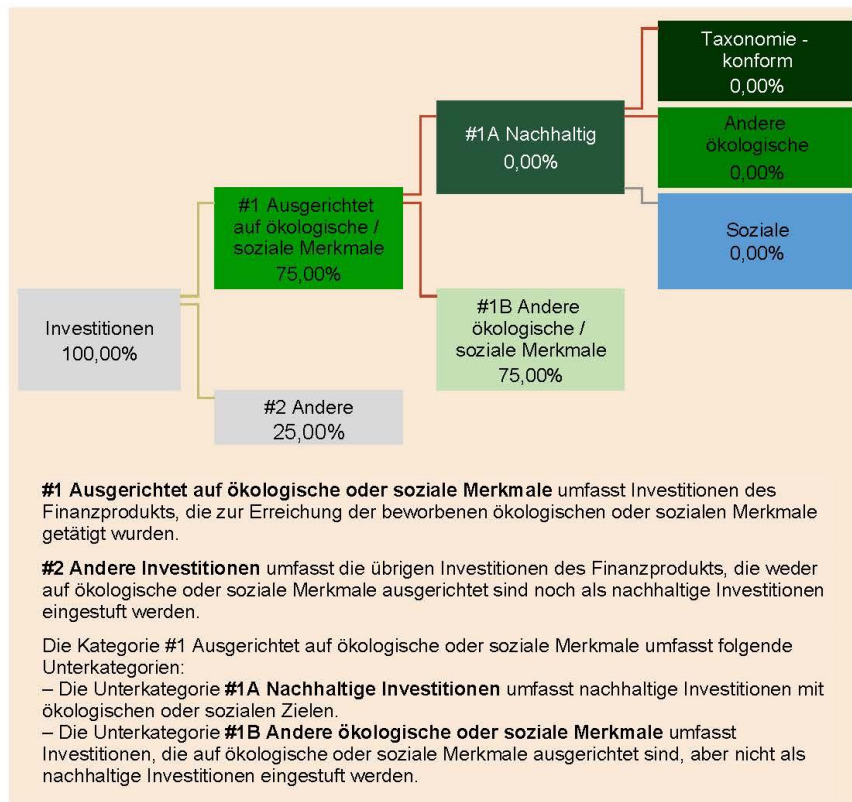 Investitionen
100,00%
#1 Ausgerichtet
auf ökologische /
soziale Merkmale
75,00%
#2 Andere
25,00%
#1A Nachhaltig
0,00%
#1B Andere
ökologische /
soziale Merkmale
75,00%
Taxonomie -
konform
0,00%
Andere
ökologische
0,00%
Soziale
0,00%
#1 Ausgerichtet auf ökologische oder soziale Merkmale umfasst Investitionen des
Finanzprodukts, die zur Erreichung der beworbenen ökologischen oder sozialen Merkmale
getätigt wurden.
#2 Andere Investitionen umfasst die übrigen Investitionen des Finanzprodukts, die weder
auf ökologische oder soziale Merkmale ausgerichtet sind noch als nachhaltige Investitionen
eingestuft werden.
Die Kategorie #1 Ausgerichtet auf ökologische oder soziale Merkmale umfasst folgende
Unterkategorien:
– Die Unterkategorie #1A Nachhaltige Investitionen umfasst nachhaltige Investitionen mit
ökologischen oder sozialen Zielen.
– Die Unterkategorie #1B Andere ökologische oder soziale Merkmale umfasst
Investitionen, die auf ökologische oder soziale Merkmale ausgerichtet sind, aber nicht als
nachhaltige Investitionen eingestuft werden.